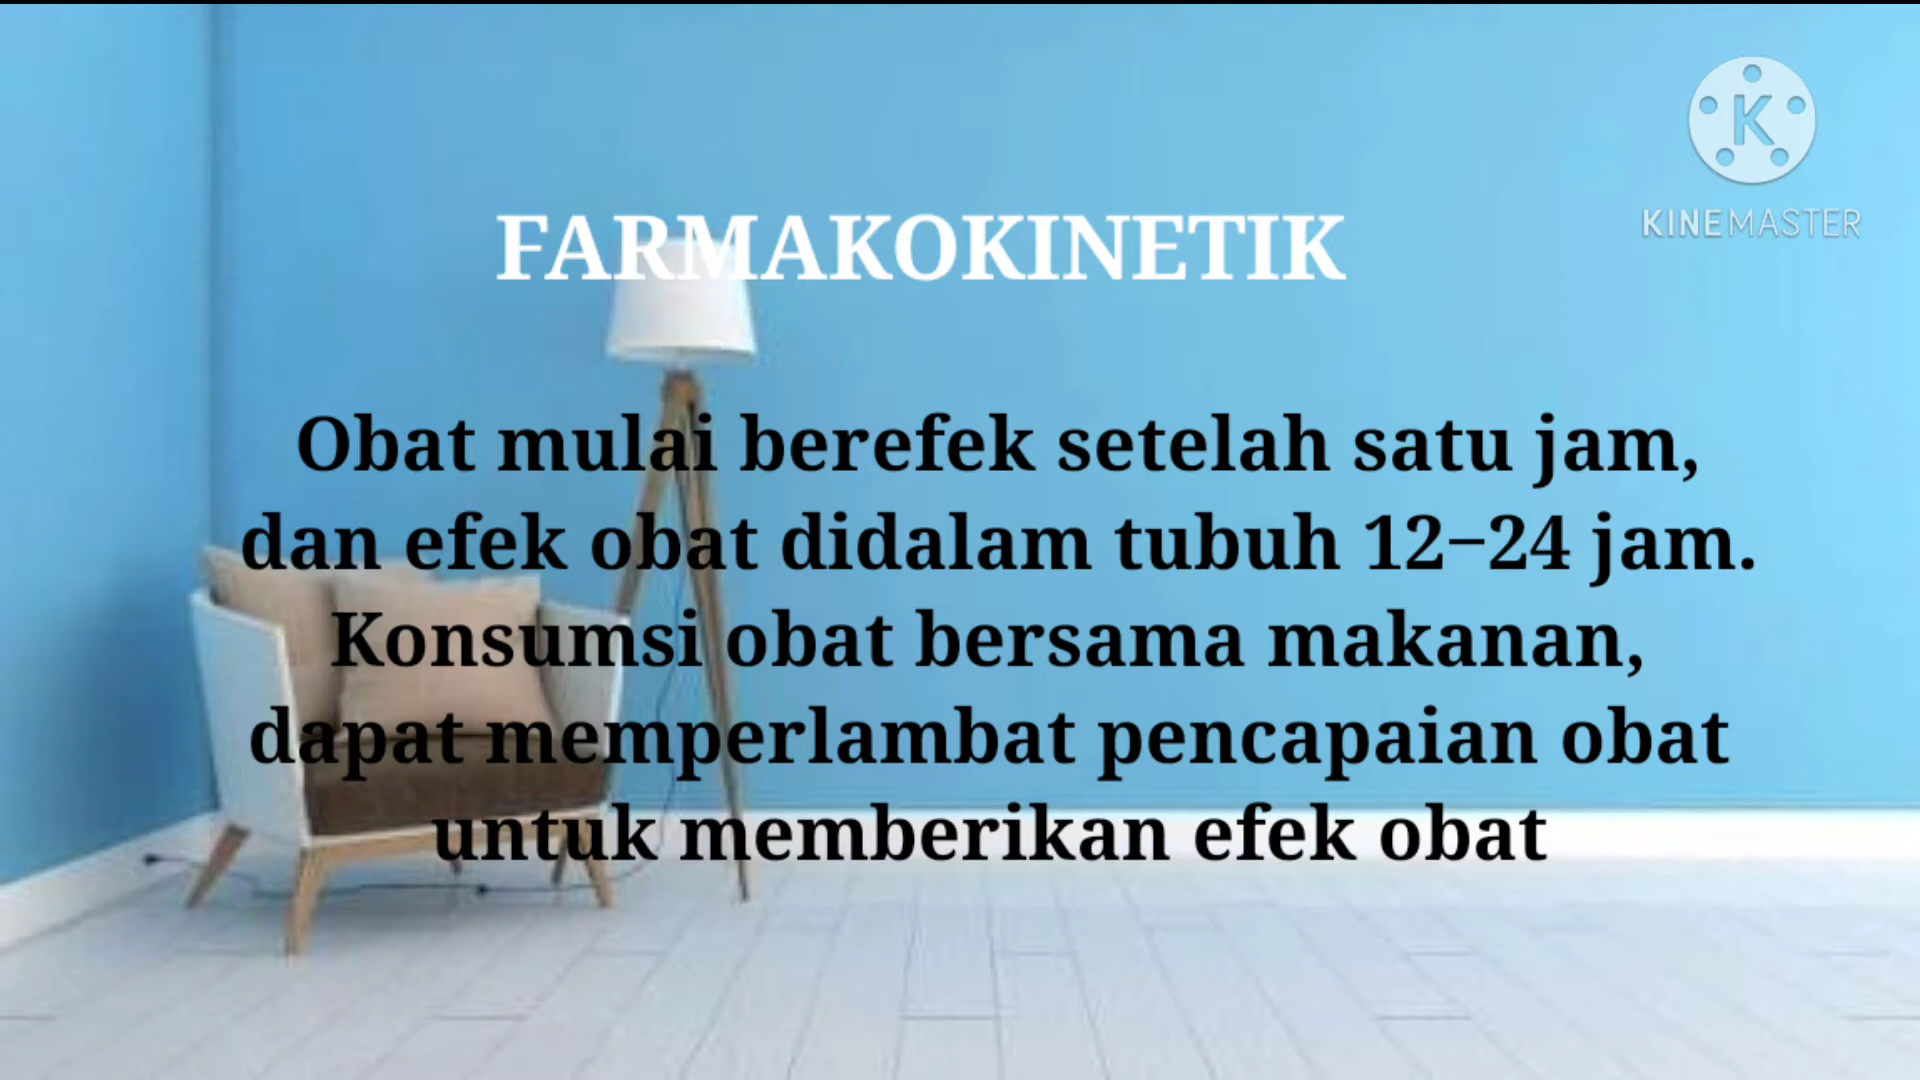 KINEMASTER
FARMAKOKINETIK
Obat mulai berefek setelah satu jam,
dan efek obat didalam tubuh 12-24 jam.
Konsumsi obat bersama makanan,
dapat memperlambat pencapaian obat
untuk memberikan efek obat